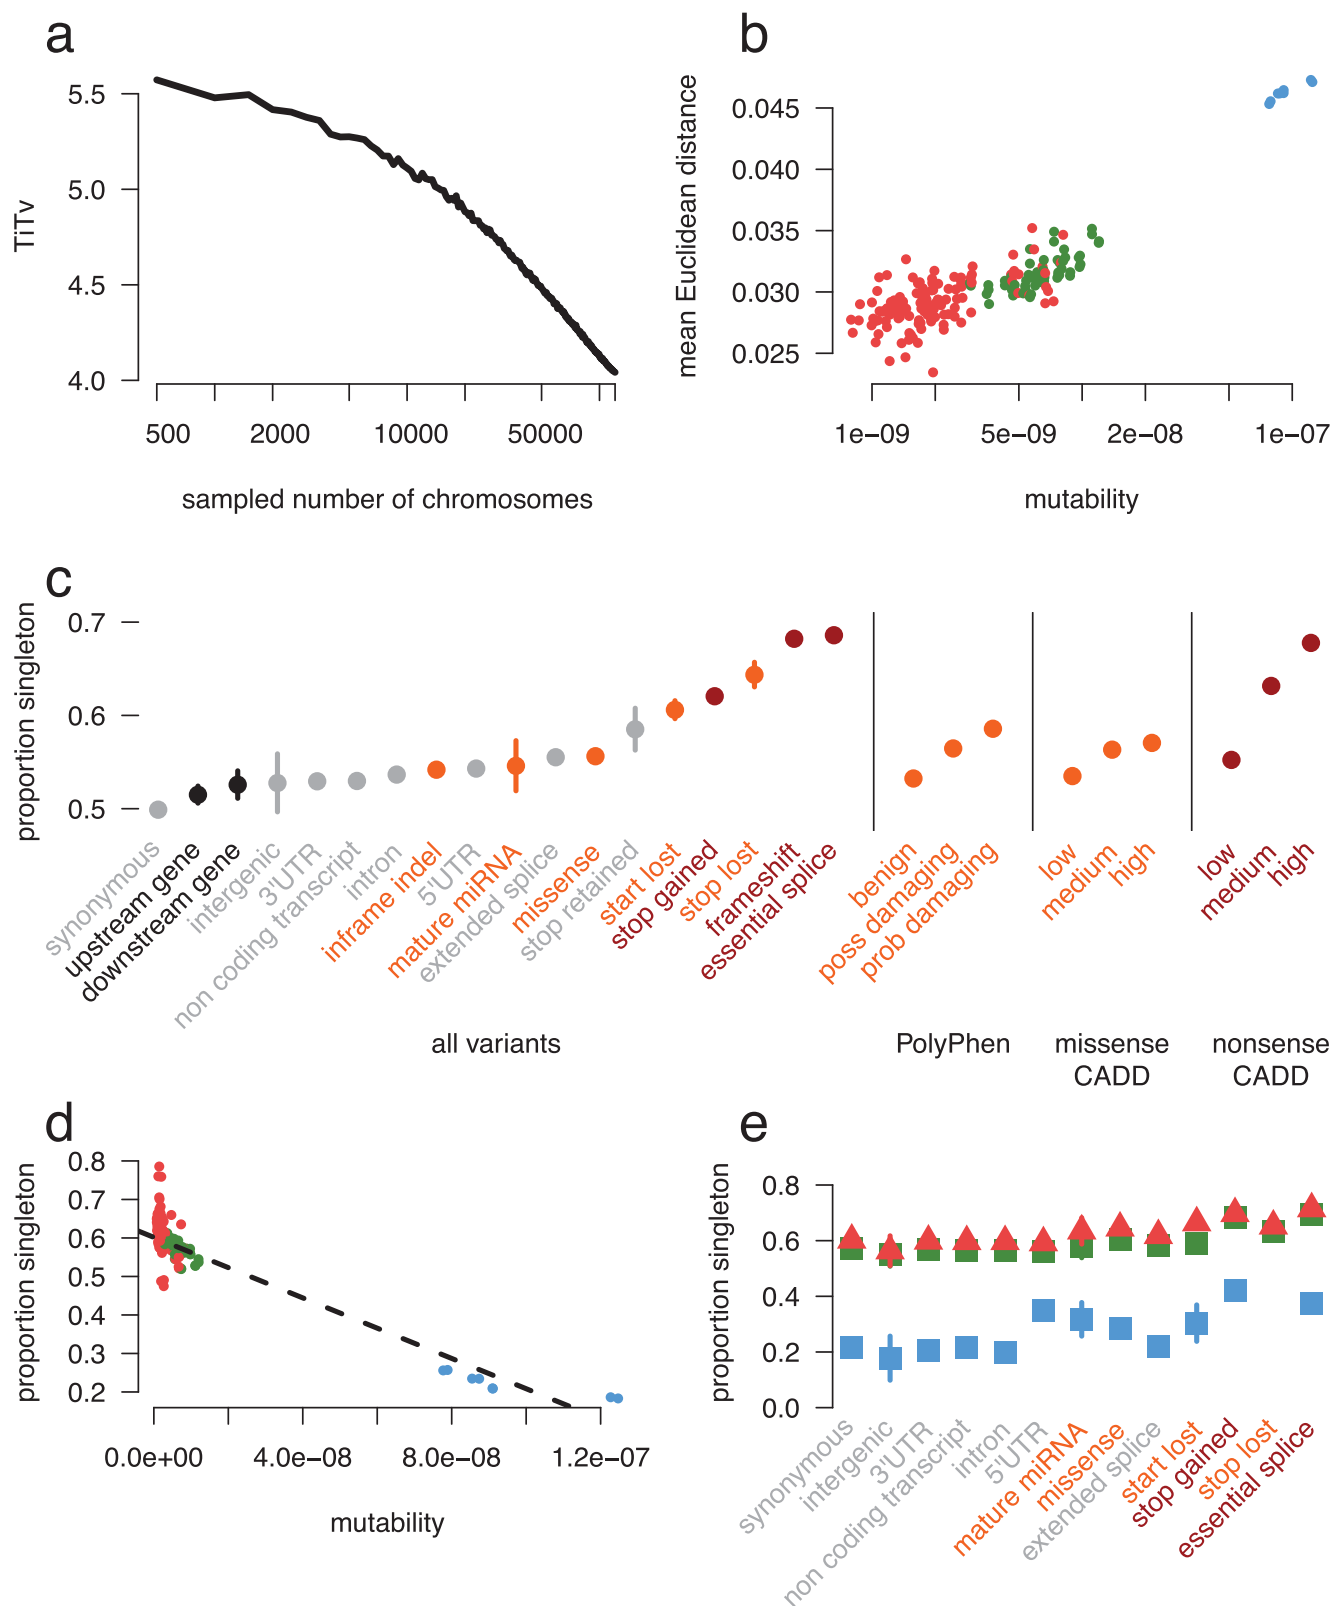 a
TiTv
5.5
5.0
4.5
4.0
500 2000 10000 50000
sampled number of chromosomes
b
mean Euclidean distance
0.045
0.040
0.035
0.030
0.025
1e−09 5e−09 2e−08 1e−07
mutability
c
proportion singleton
0.7
0.6
0.5
synonymous
upstream gene
downstream gene
intergenic
3'UTR
non coding transcript
intron
inframe indel
5'UTR
mature miRNA
extended splice
missense
stop retained
start lost
stop gained
stop lost
frameshift
essential splice
benign
poss damaging
prob damaging
low
medium
high
low
medium
high
all variants
PolyPhen
missense
CADD
nonsense
CADD
d
proportion singleton
0.8
0.7
0.6
0.5
0.4
0.3
0.2
0.0e+00 4.0e−08 8.0e−08 1.2e−07
mutability
e
proportion singleton
0.8
0.6
0.4
0.2
0.0
synonymous
intergenic
3'UTR
non coding transcript
intron
5'UTR
mature miRNA
missense
extended splice
start lost
stop gained
stop lost
essential splice